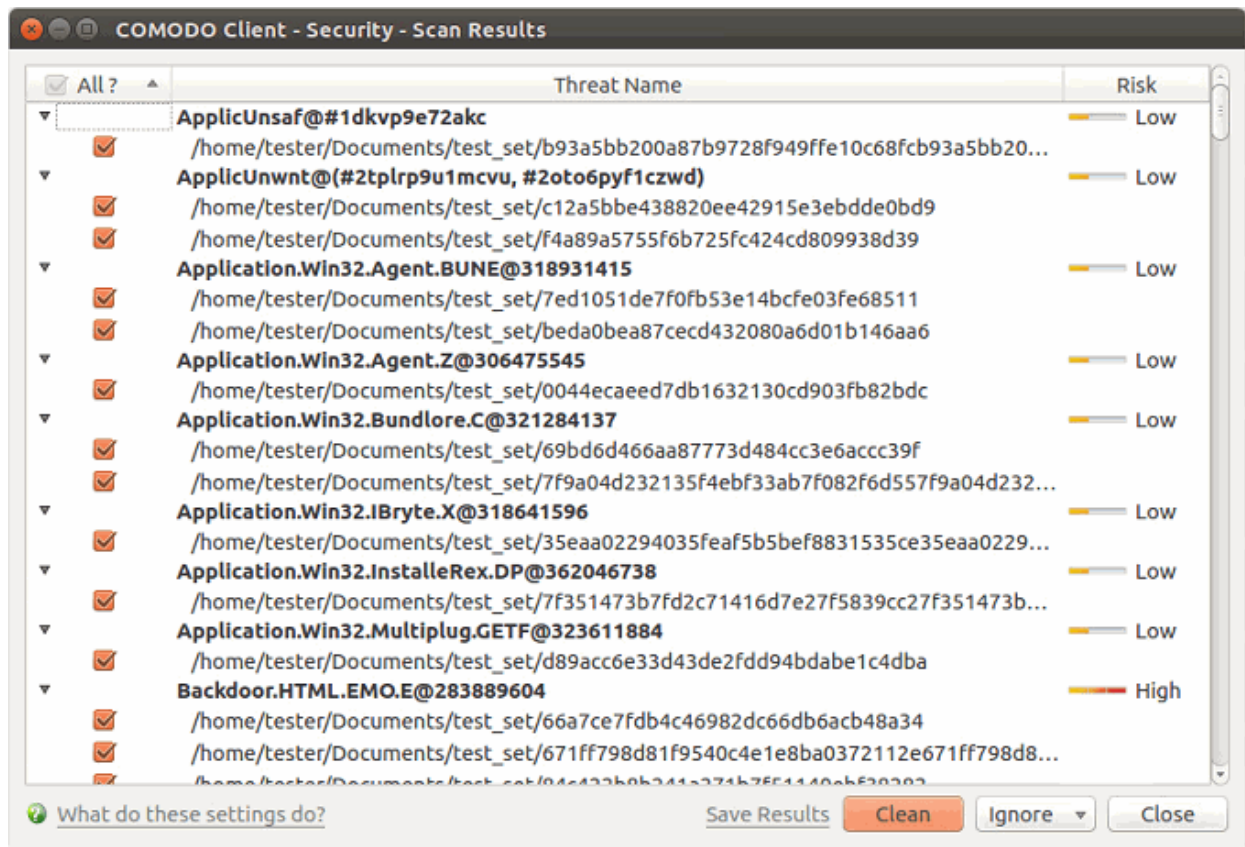 COMODO Client - Security - Scan Results
All ? Threat Name Risk
ApplicUnsaf@#1dkvp9e72akc Low
/home/tester/Documents/test_set/b93a5bb200a87b9728f949ffe10c68fcb93a5bb20...
ApplicUnwnt@(#2tplrp9u1mcvu, #2oto6pyf1czwd) Low
/home/tester/Documents/test_set/c12a5bbe438820ee42915e3ebdde0bd9
/home/tester/Documents/test_set/f4a89a5755f6b725fc424cd809938d39
Application.Win32.Agent.BUNE@318931415 Low
/home/tester/Documents/test_set/7ed1051de7f0fb53e14bcfe03fe68511
/home/tester/Documents/test_set/beda0bea87cecd432080a6d01b146aa6
Application.Win32.Agent.Z@306475545 Low
/home/tester/Documents/test_set/0044ecaeed7db1632130cd903fb82bdc
Application.Win32.Bundlore.C@321284137 Low
/home/tester/Documents/test_set/69bd6d466aa87773d484cc3e6accc39f
/home/tester/Documents/test_set/7f9a04d232135f4ebf33ab7f082f6d557f9a04d232...
Application.Win32.IBryte.X@318641596 Low
/home/tester/Documents/test_set/35eaa02294035feaf5b5bef8831535ce35eaa0229...
Application.Win32.InstalleRex.DP@362046738 Low
/home/tester/Documents/test_set/7f351473b7fd2c71416d7e27f5839cc27f351473b...
Application.Win32.Multiplug.GETF@323611884 Low
/home/tester/Documents/test_set/d89acc6e33d43de2fdd94bdabe1c4dba
Backdoor.HTML.EMO.E@283889604 High
/home/tester/Documents/test_set/66a7ce7fdb4c46982dc66db6acb48a34
/home/tester/Documents/test_set/671ff798d81f9540c4e1e8ba0372112e671ff798d8...
What do these settings do? Save Results Clean Ignore Close